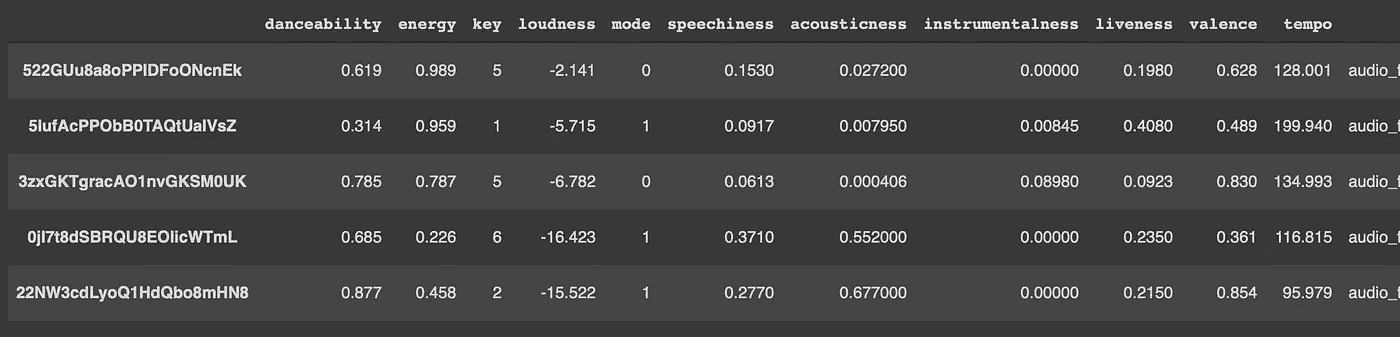 danceability energy key loudness mode speechiness acousticness instrumentalness liveness valence tempo
522GUu8a8oPPIDFoONcnEk 0.619 0.989 5 -2.141 0 0.1530 0.027200 0.00000 0.1980 0.628 128.001 audio_f
5IufAcPPObB0TAQtUaIVsZ 0.314 0.959 1 -5.715 1 0.0917 0.007950 0.00845 0.4080 0.489 199.940 audio_f
3zxGKTgracAO1nvGKSM0UK 0.785 0.787 5 -6.782 0 0.0613 0.000406 0.08980 0.0923 0.830 134.993 audio_f
0jI7t8dSBRQU8EOIicWTmL 0.685 0.226 6 -16.423 1 0.3710 0.552000 0.00000 0.2350 0.361 116.815 audio_f
22NW3cdLyoQ1HdQbo8mHN8 0.877 0.458 2 -15.522 1 0.2770 0.677000 0.00000 0.2150 0.854 95.979 audio_f